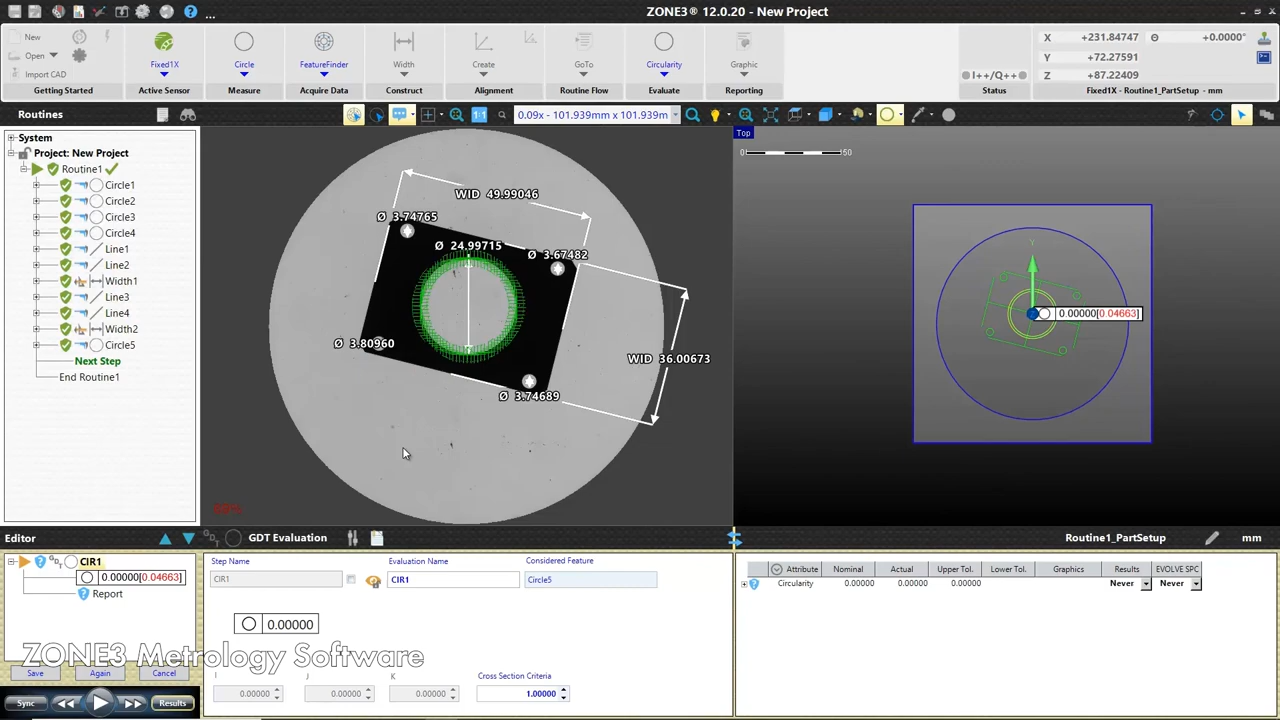 ZONE3® 12.0.20 - New Project
...
New
Open
Import CAD
Getting Started
Fixed1X
Active Sensor
Circle
Measure
FeatureFinder
Acquire Data
Width
Construct
Create
Alignment
GoTo
Routine Flow
Circularity
Evaluate
Graphic
Reporting
I++/Q++
Status
X +231.84747 Θ +0.0000°
Y +72.27591
Z +87.22409
Fixed1X - Routine1_PartSetup - mm
Routines
1:1
0.09x - 101.939mm x 101.939m
System
Project: New Project
Routine1
Circle1
Circle2
Circle3
Circle4
Line1
Line2
Width1
Line3
Line4
Width2
Circle5
Next Step
End Routine1
WID 49.99046
Ø 3.74765
Ø 24.99715
Ø 3.67482
Ø 3.80960
WID 36.00673
Ø 3.74689
Top
0 50
Y
0.00000[0.04663]
Editor
CIR1
0.00000[0.04663]
Report
Save
Again
Cancel
Sync
Results
GDT Evaluation
Step Name
CIR1
Evaluation Name
CIR1
Considered Feature
Circle5
0.00000
I
0.00000
J
0.00000
K
0.00000
Cross Section Criteria
1.00000
Routine1_PartSetup mm
Attribute Nominal Actual Upper Tol. Lower Tol. Graphics Results EVOLVE SPC
Circularity 0.00000 0.00000 0.00000 Never Never
ZONE3 Metrology Software